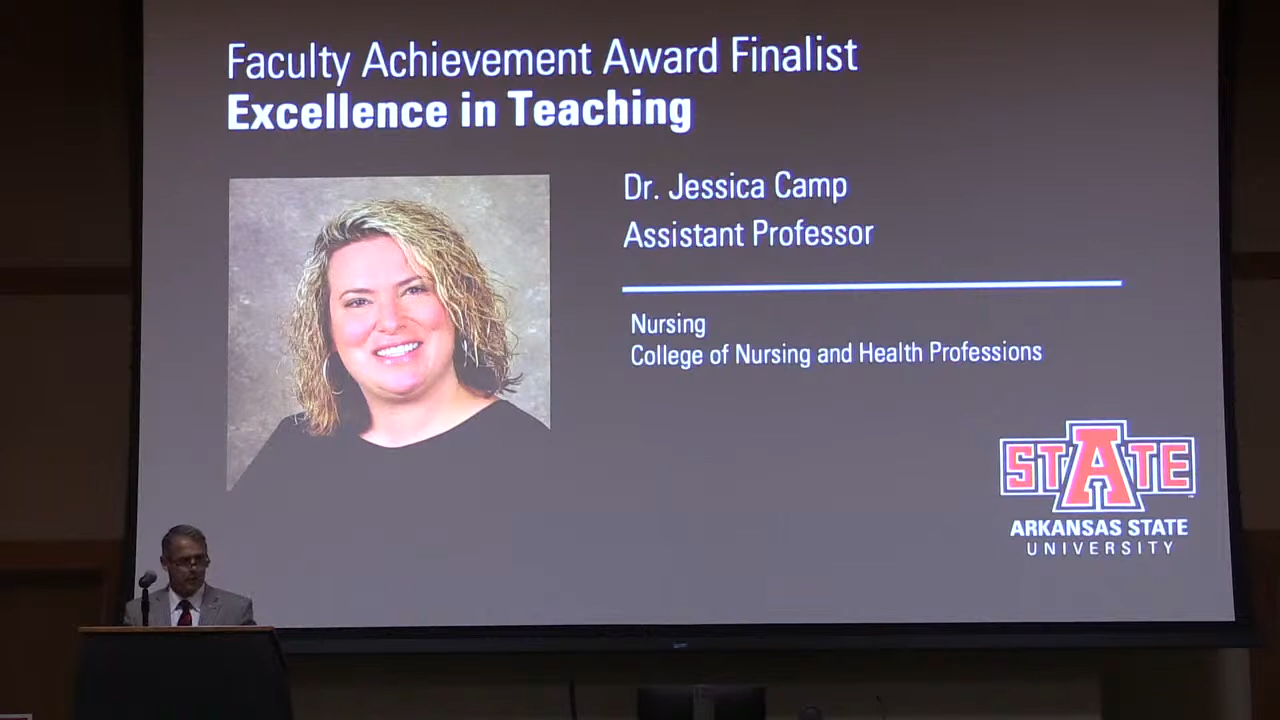 Faculty Achievement Award Finalist
Excellence in Teaching
Dr. Jessica Camp
Assistant Professor
Nursing
College of Nursing and Health Professions
STATE
ARKANSAS STATE
UNIVERSITY